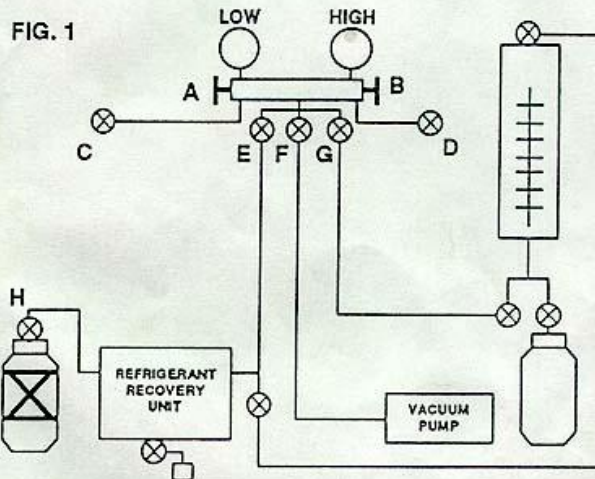 FIG. 1
LOW
HIGH
A
B
C
D
E
F
G
H
REFRIGERANT
RECOVERY
UNIT
VACUUM
PUMP